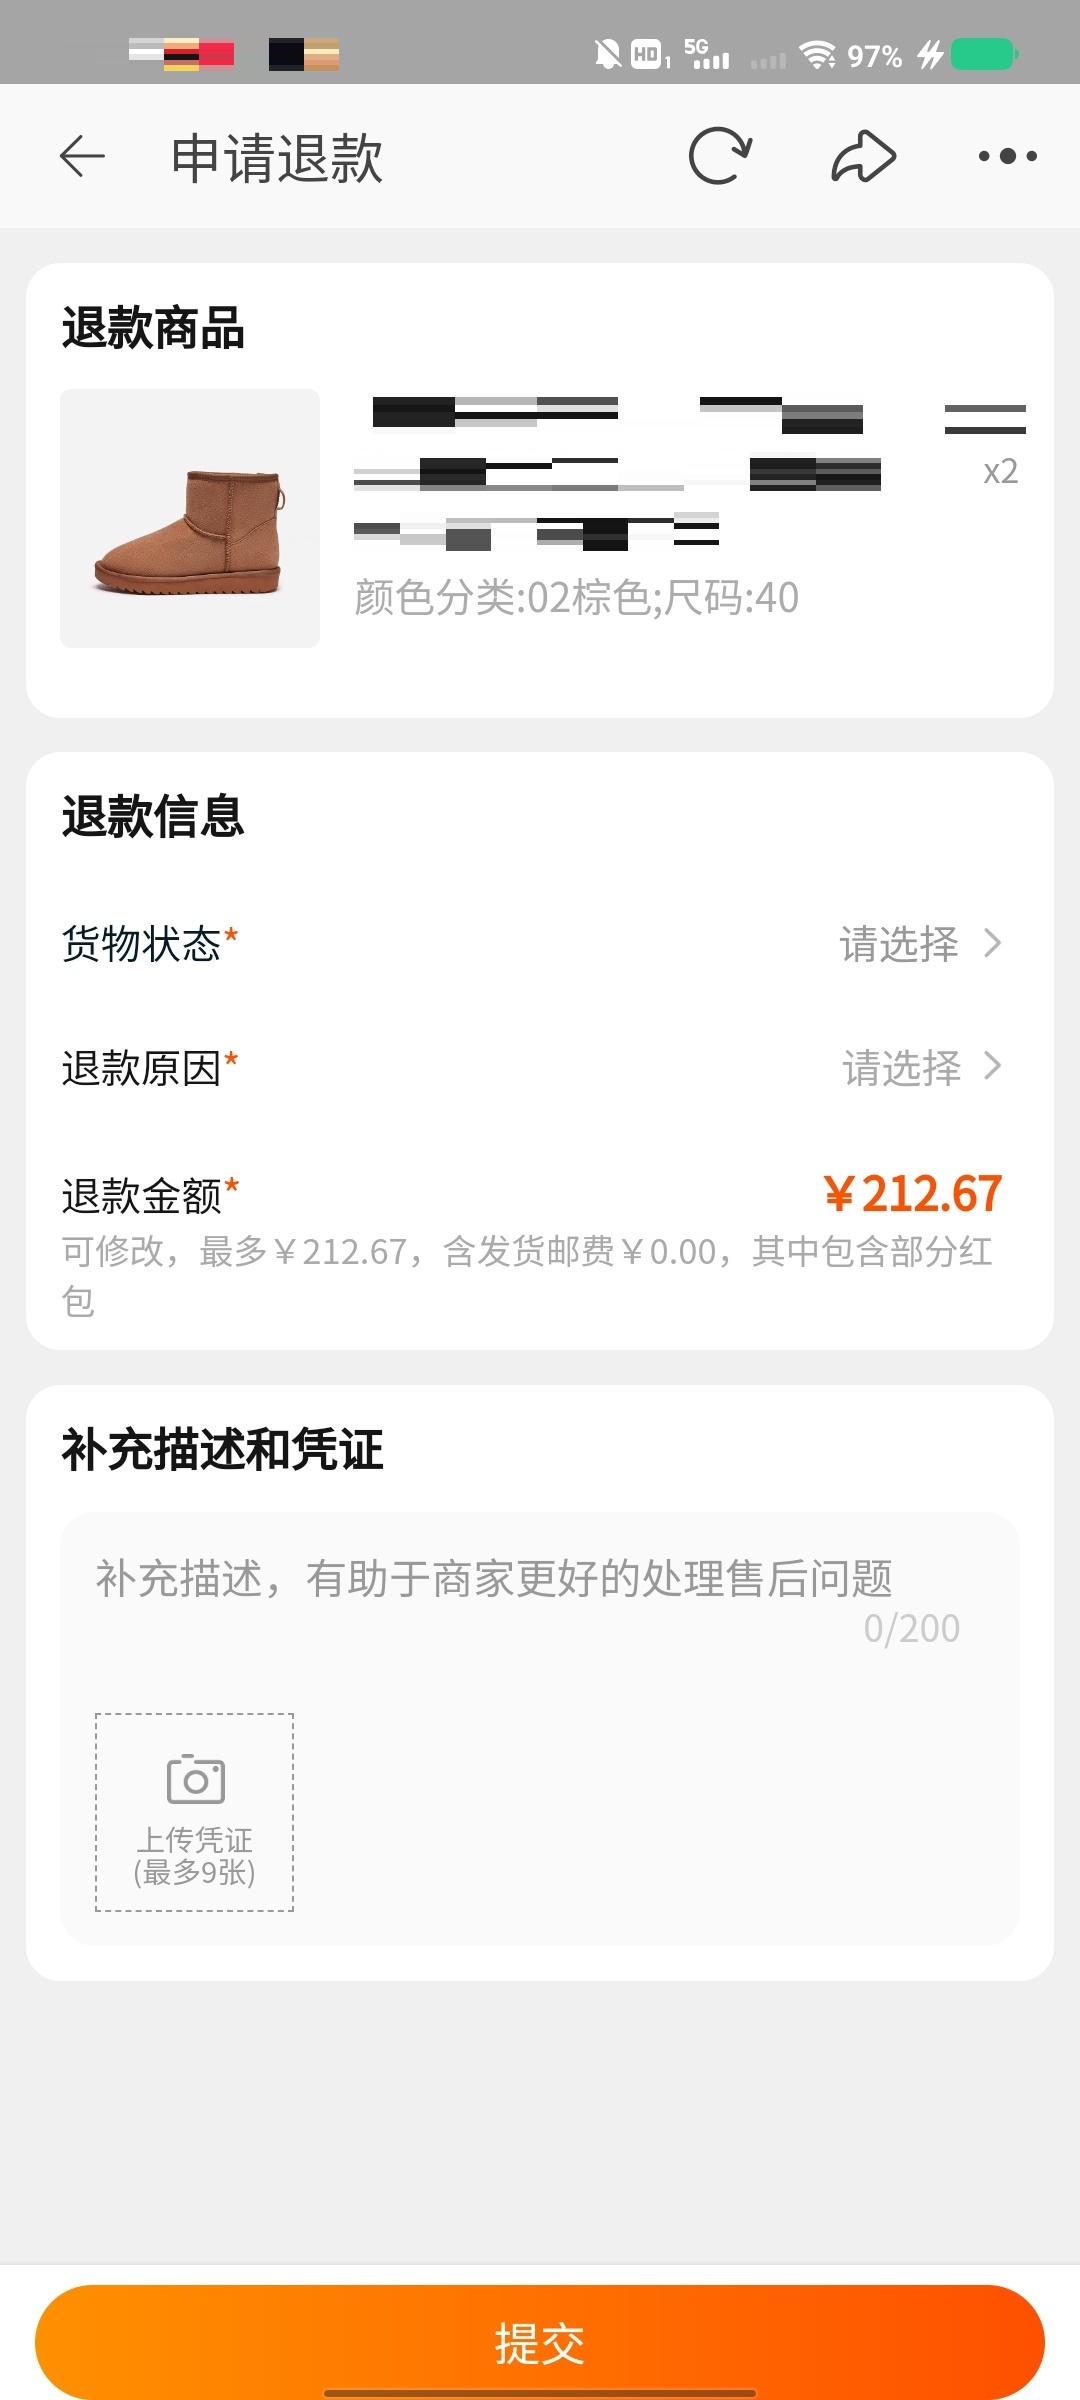 HD 1 5G 97%
申请退款
退款商品
x2
颜色分类:02棕色;尺码:40
退款信息
货物状态* 请选择
退款原因* 请选择
退款金额* ￥212.67
可修改，最多￥212.67，含发货邮费￥0.00，其中包含部分红
包
补充描述和凭证
补充描述，有助于商家更好的处理售后问题
0/200
上传凭证
(最多9张)
提交